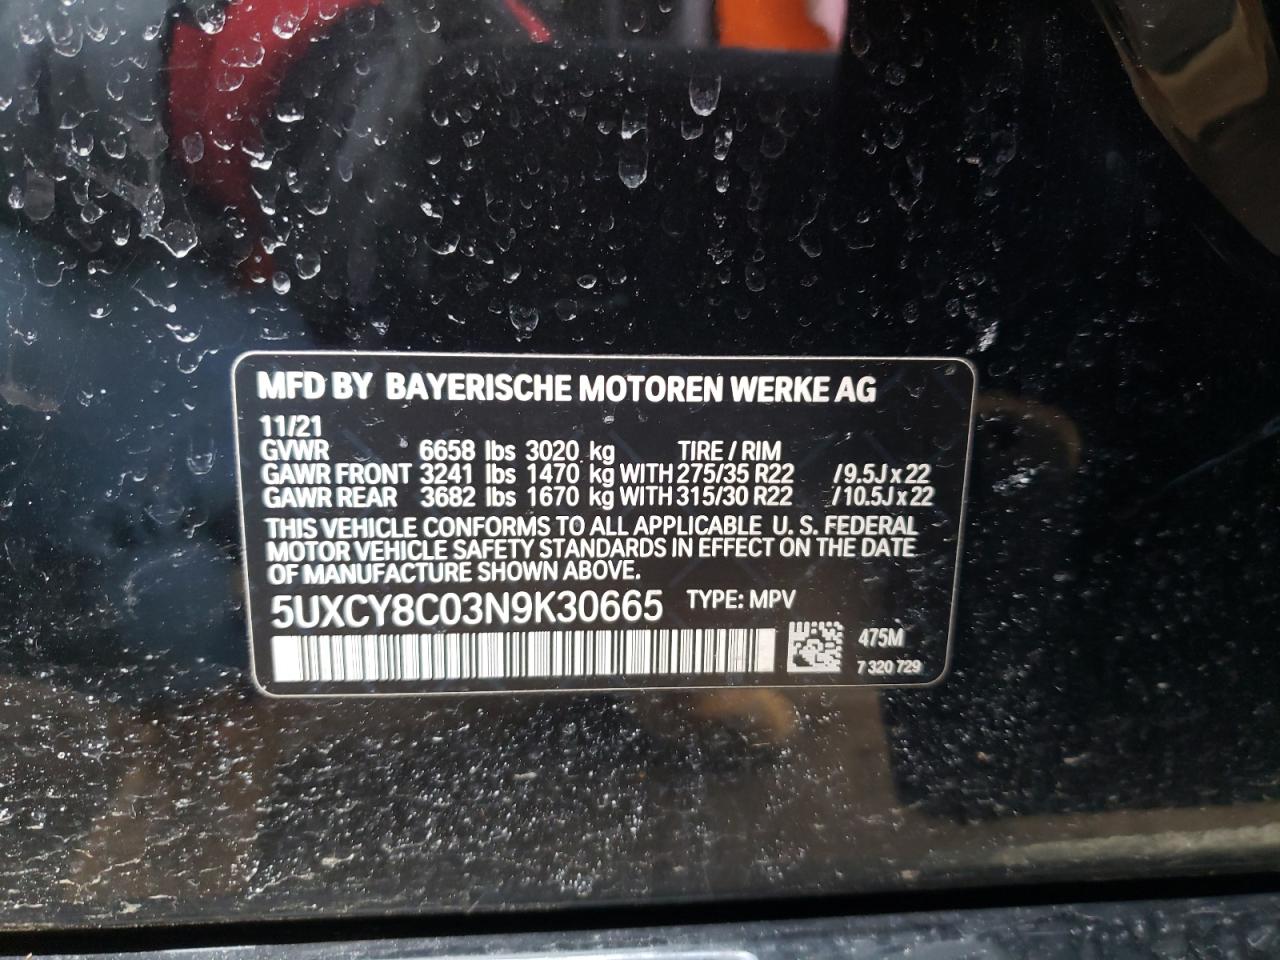 MFD BY BAYERISCHE MOTOREN WERKE AG
11/21
GVWR 6658 lbs 3020 kg TIRE / RIM
GAWR FRONT 3241 lbs 1470 kg WITH 275/35 R22 /9.5J x 22
GAWR REAR 3682 lbs 1670 kg WITH 315/30 R22 /10.5J x 22
THIS VEHICLE CONFORMS TO ALL APPLICABLE U. S. FEDERAL
MOTOR VEHICLE SAFETY STANDARDS IN EFFECT ON THE DATE
OF MANUFACTURE SHOWN ABOVE.
5UXCY8C03N9K30665 TYPE: MPV
475M
7 320 729